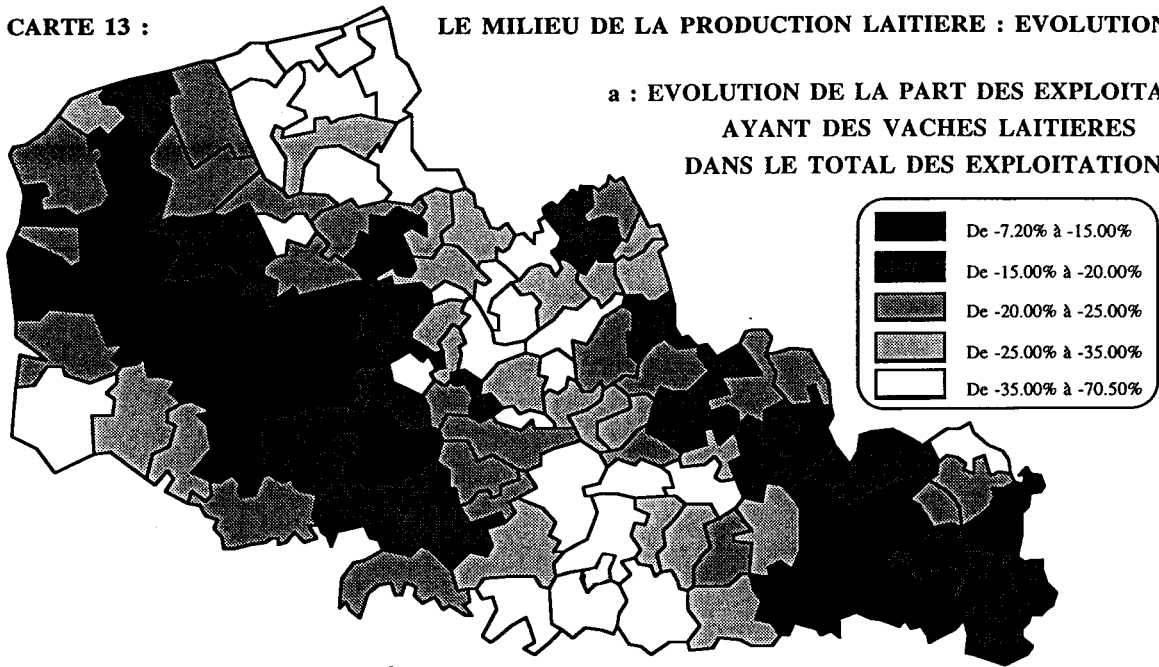 CARTE 13 :
LE MILIEU DE LA PRODUCTION LAITIERE : EVOLUTION
a : EVOLUTION DE LA PART DES EXPLOITA
AYANT DES VACHES LAITIERES
DANS LE TOTAL DES EXPLOITATION
De -7.20% à -15.00%
De -15.00% à -20.00%
De -20.00% à -25.00%
De -25.00% à -35.00%
De -35.00% à -70.50%